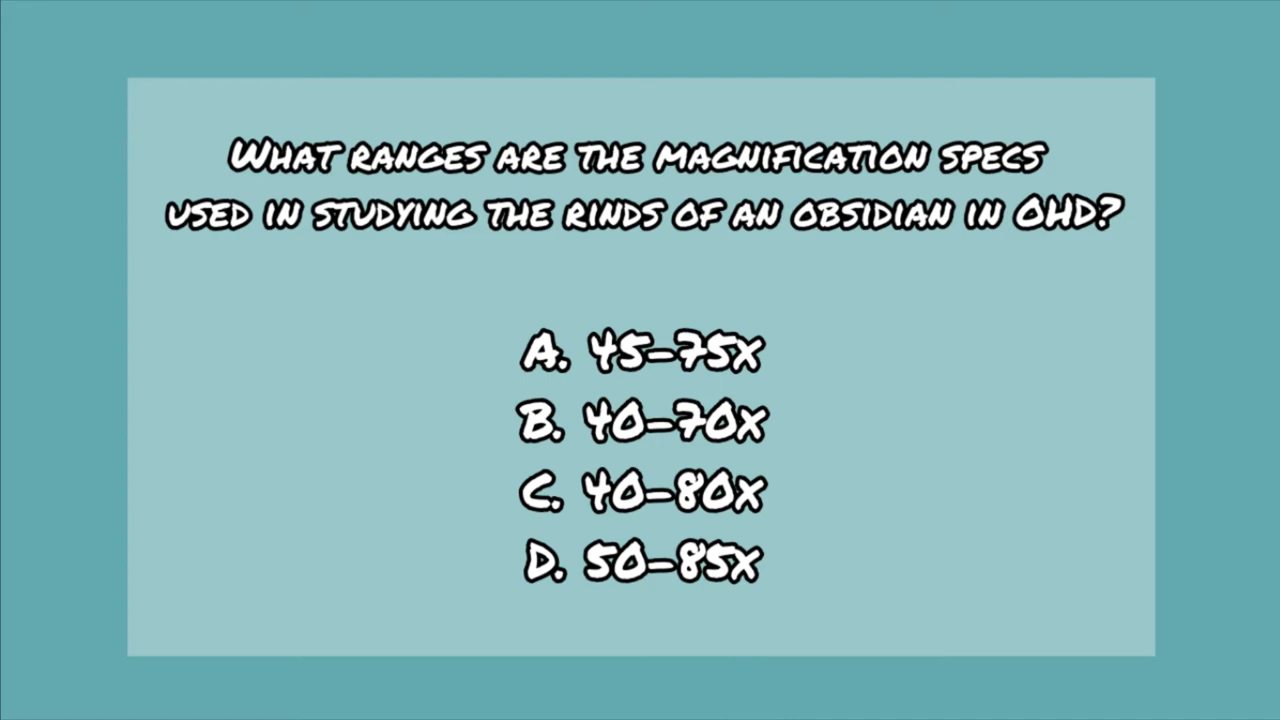 What ranges are the magnification specs
used in studying the rinds of an obsidian in OHD?
A. 45-75x
B. 40-70x
C. 40-80x
D. 50-85x